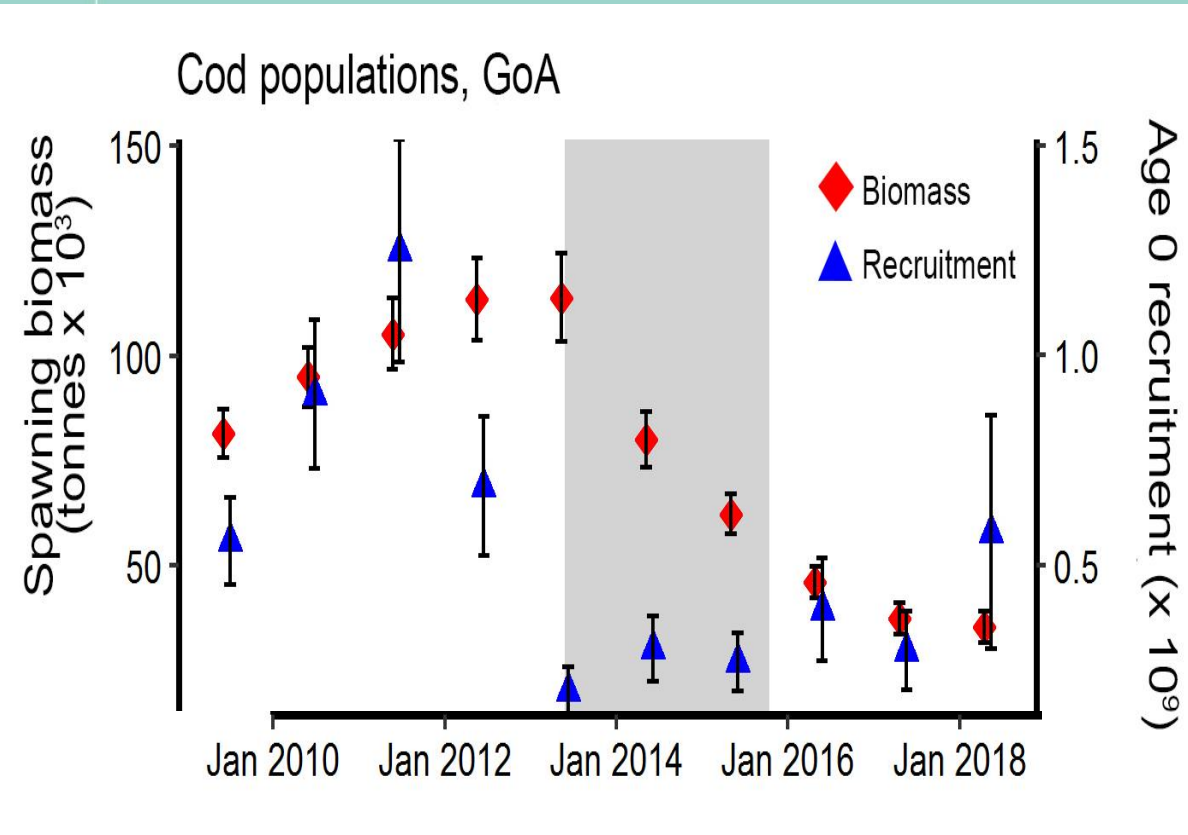 Cod populations, GoA
Spawning biomass
(tonnes x 10³)
150
100
50
Biomass
Recruitment
1.5
1.0
0.5
Age 0 recruitment (x 10⁹)
Jan 2010
Jan 2012
Jan 2014
Jan 2016
Jan 2018